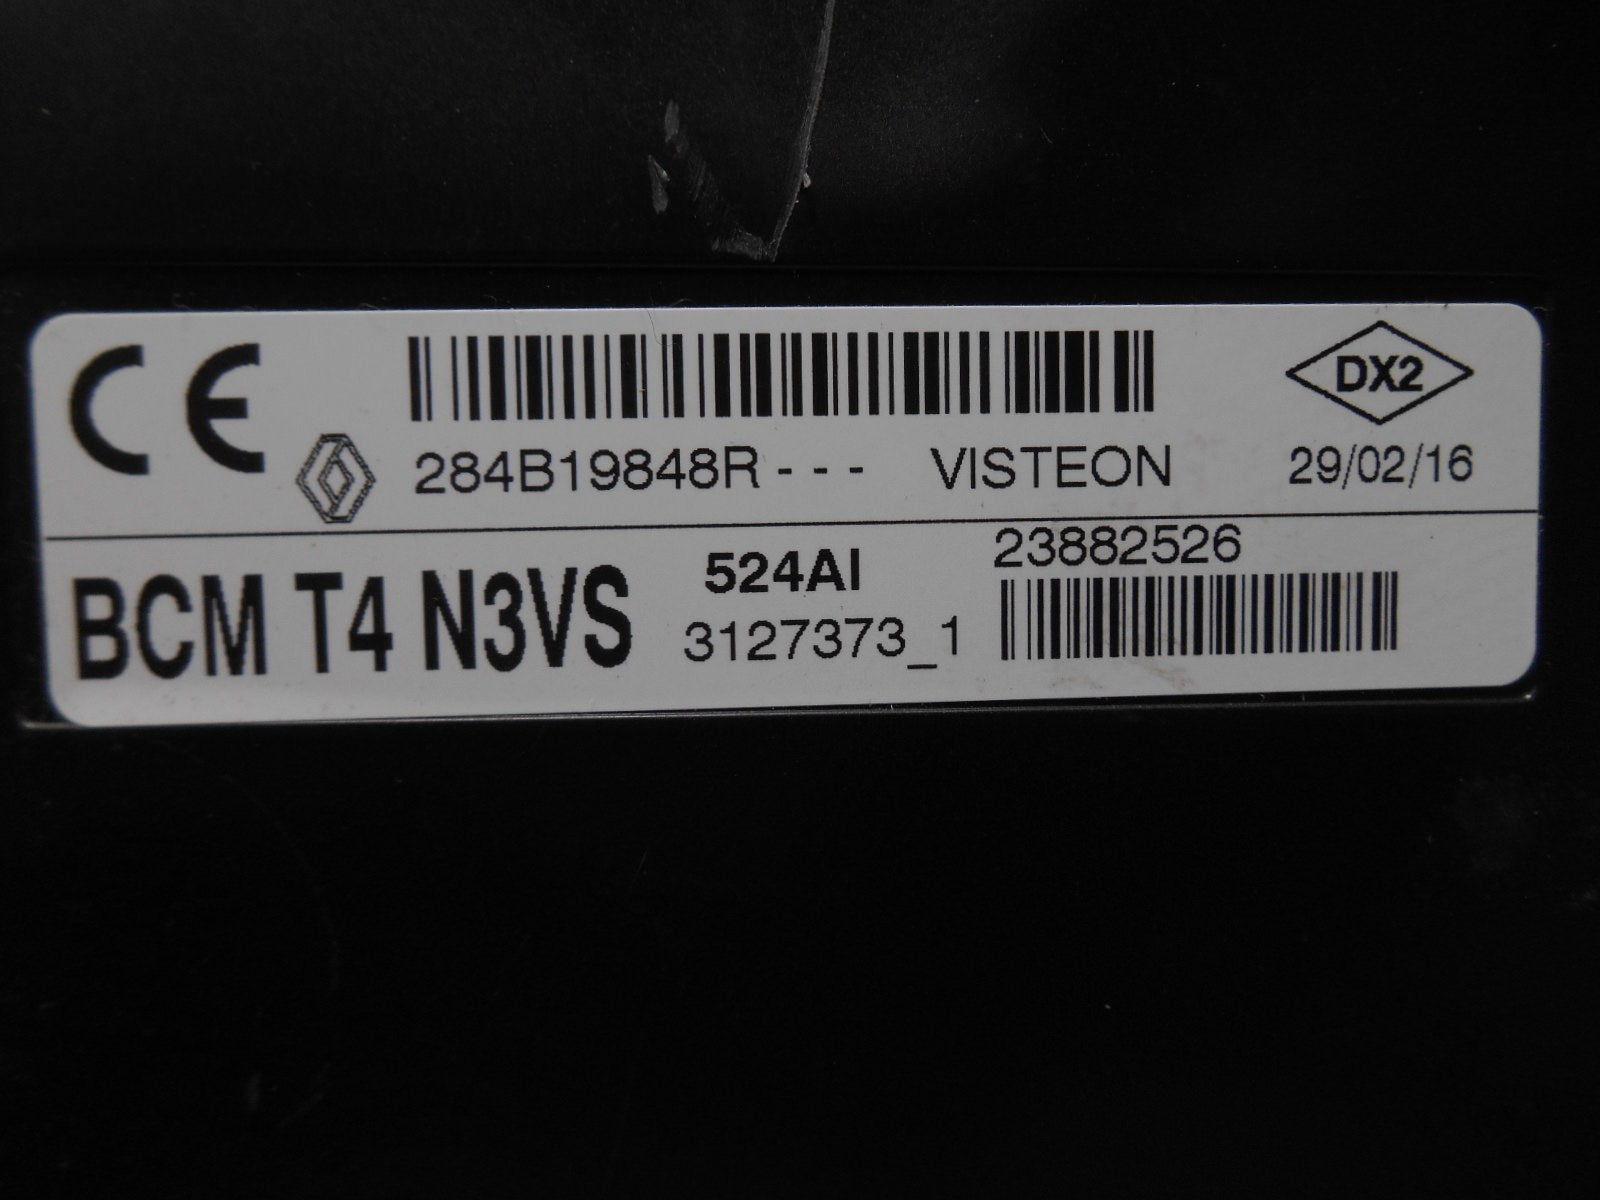 CE
284B19848R - - - VISTEON
DX2
29/02/16
BCM T4 N3VS
524AI
3127373_1
23882526